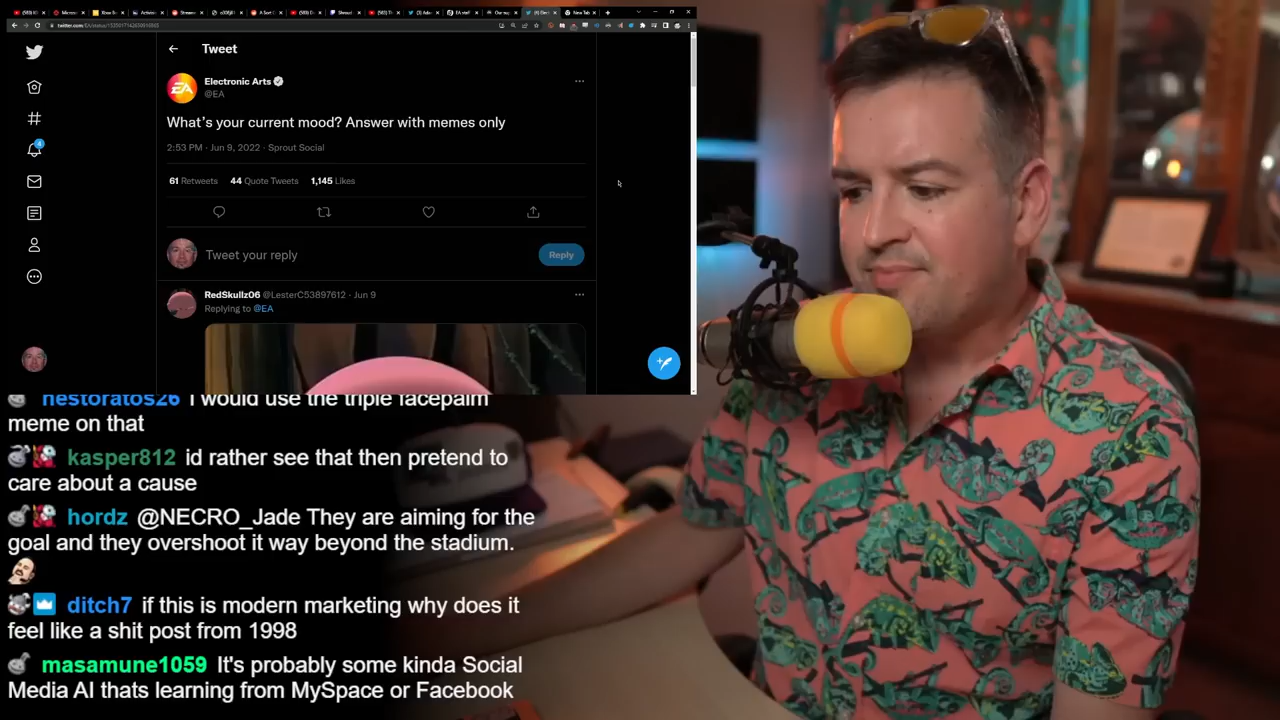 Tweet
Electronic Arts
@EA
What's your current mood? Answer with memes only
2:53 PM · Jun 9, 2022 · Sprout Social
61 Retweets 44 Quote Tweets 1,145 Likes
Tweet your reply
Reply
RedSkullz06 @LesterC53897612 · Jun 9
Replying to @EA
nestoratos26 I would use the triple facepalm
meme on that
kasper812 id rather see that then pretend to
care about a cause
hordz @NECRO_Jade They are aiming for the
goal and they overshoot it way beyond the stadium.
ditch7 if this is modern marketing why does it
feel like a shit post from 1998
masamune1059 It's probably some kinda Social
Media AI thats learning from MySpace or Facebook